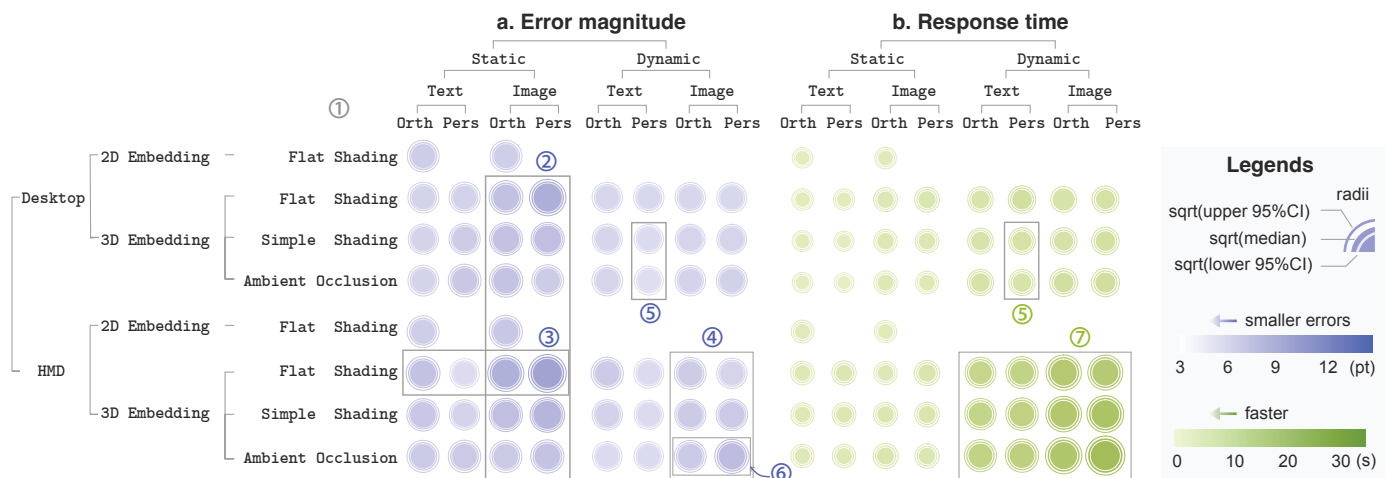 a. Error magnitude b. Response time
Static Dynamic Static Dynamic
Text Image Text Image Text Image Text Image
① Orth Pers Orth Pers Orth Pers Orth Pers Orth Pers Orth Pers Orth Pers Orth Pers
2D Embedding Flat Shading ②
Desktop Flat Shading
3D Embedding Simple Shading
Ambient Occlusion
⑤ ⑤
2D Embedding Flat Shading ③ ④ ⑦
HMD Flat Shading
3D Embedding Simple Shading
Ambient Occlusion
⑥
Legends
radii
sqrt(upper 95%CI)
sqrt(median)
sqrt(lower 95%CI)
smaller errors
3 6 9 12 (pt)
faster
0 10 20 30 (s)